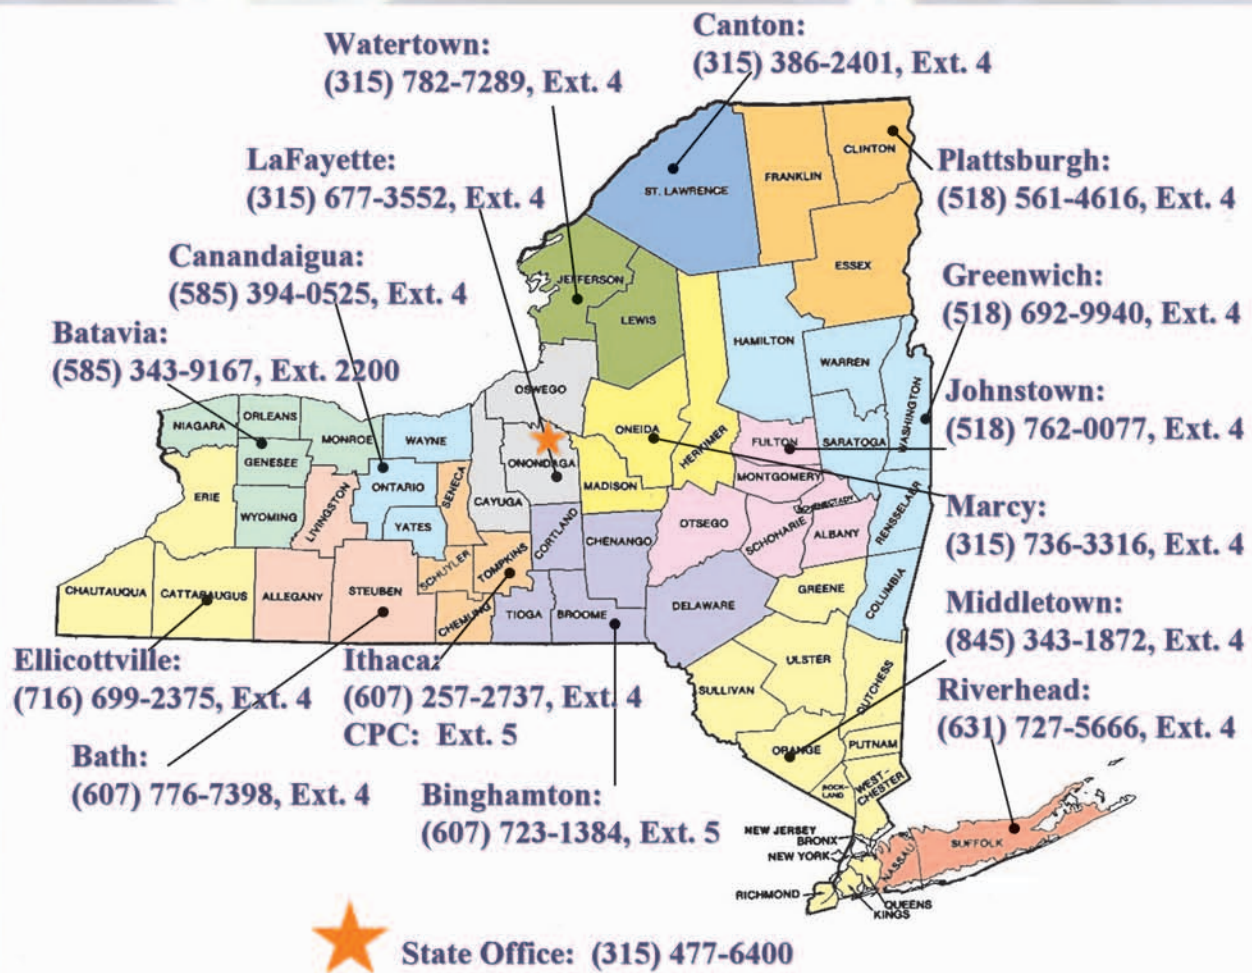 Canton:
(315) 386-2401, Ext. 4
Watertown:
(315) 782-7289, Ext. 4
LaFayette:
(315) 677-3552, Ext. 4
Plattsburgh:
(518) 561-4616, Ext. 4
Canandaigua:
(585) 394-0525, Ext. 4
Greenwich:
(518) 692-9940, Ext. 4
Batavia:
(585) 343-9167, Ext. 2200
Johnstown:
(518) 762-0077, Ext. 4
Marcy:
(315) 736-3316, Ext. 4
Middletown:
(845) 343-1872, Ext. 4
Riverhead:
(631) 727-5666, Ext. 4
Ellicottville:
(716) 699-2375, Ext. 4
Ithaca:
(607) 257-2737, Ext. 4
CPC: Ext. 5
Bath:
(607) 776-7398, Ext. 4
Binghamton:
(607) 723-1384, Ext. 5
CLINTON
FRANKLIN
ST. LAWRENCE
ESSEX
JEFFERSON
LEWIS
HAMILTON
WARREN
OSWEGO
WASHINGTON
ORLEANS
NIAGARA
MONROE
WAYNE
ONEIDA
HERKIMER
FULTON
SARATOGA
GENESEE
ONONDAGA
ONTARIO
SENECA
MADISON
MONTGOMERY
ERIE
WYOMING
LIVINGSTON
YATES
CAYUGA
CORTLAND
CHENANGO
OTSEGO
SCHOHARIE
SCHENECTADY
ALBANY
RENSSELAER
SCHUYLER
TOMPKINS
CHAUTAUQUA
CATTARAUGUS
ALLEGANY
STEUBEN
CHEMUNG
TIOGA
BROOME
DELAWARE
GREENE
COLUMBIA
ULSTER
SULLIVAN
DUTCHESS
ORANGE
PUTNAM
ROCK-
LAND
WEST-
CHESTER
NEW JERSEY
BRONX
NEW YORK
NASSAU
SUFFOLK
RICHMOND
QUEENS
KINGS
State Office: (315) 477-6400